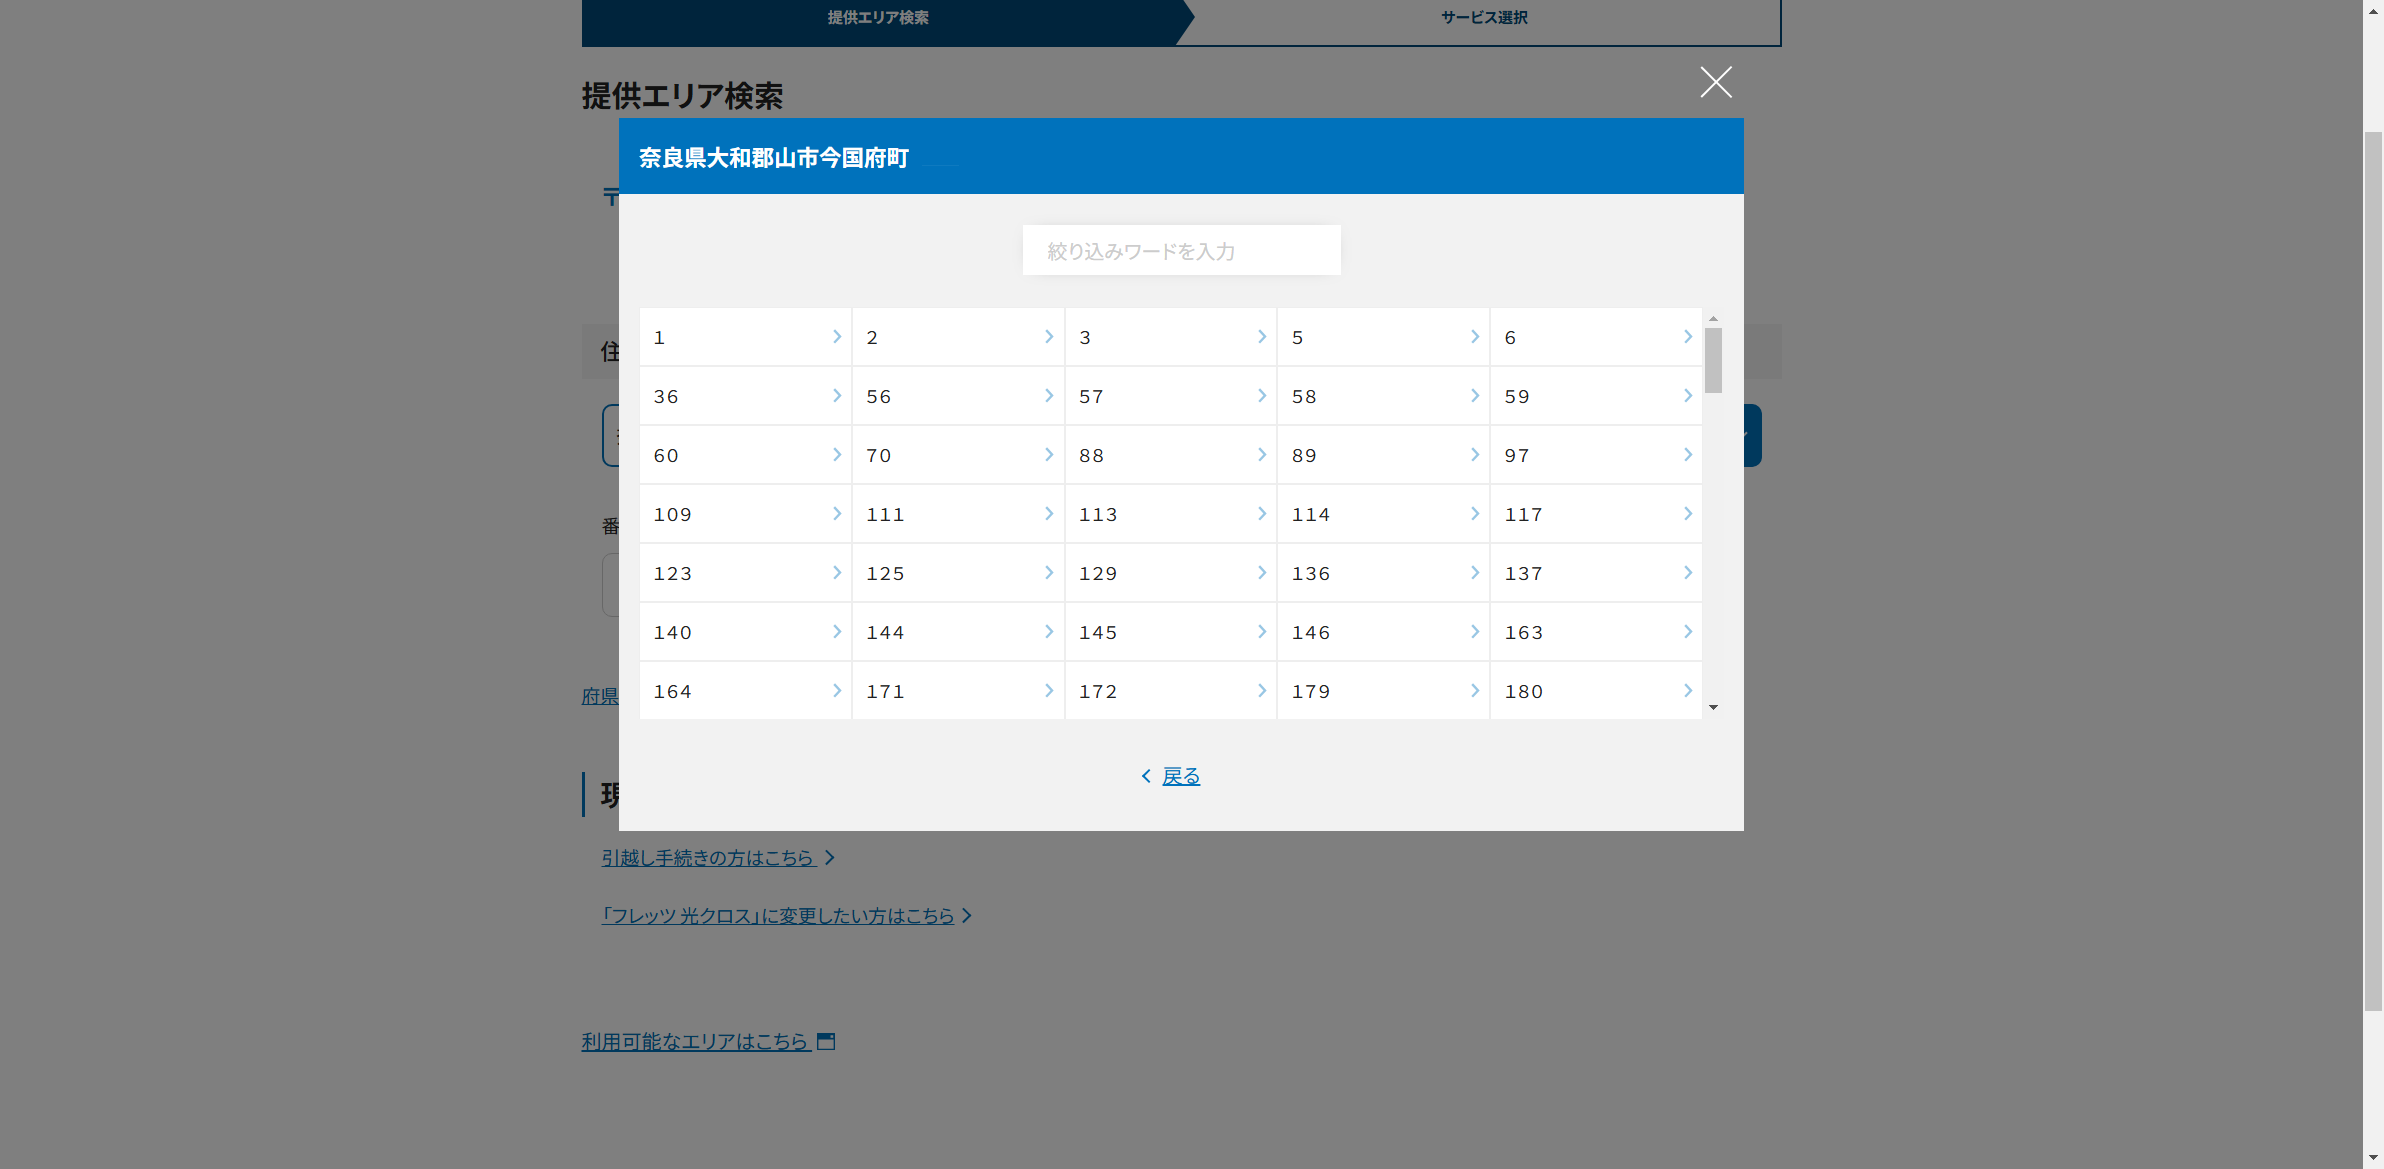 提供エリア検索
サービス選択
提供エリア検索
奈良県大和郡山市今国府町
〒
絞り込みワードを入力
住
1 2 3 5 6
36 56 57 58 59
60 70 88 89 97
109 111 113 114 117
番
123 125 129 136 137
140 144 145 146 163
164 171 172 179 180
府県
戻る
現
引越し手続きの方はこちら
「フレッツ 光クロス」に変更したい方はこちら
利用可能なエリアはこちら